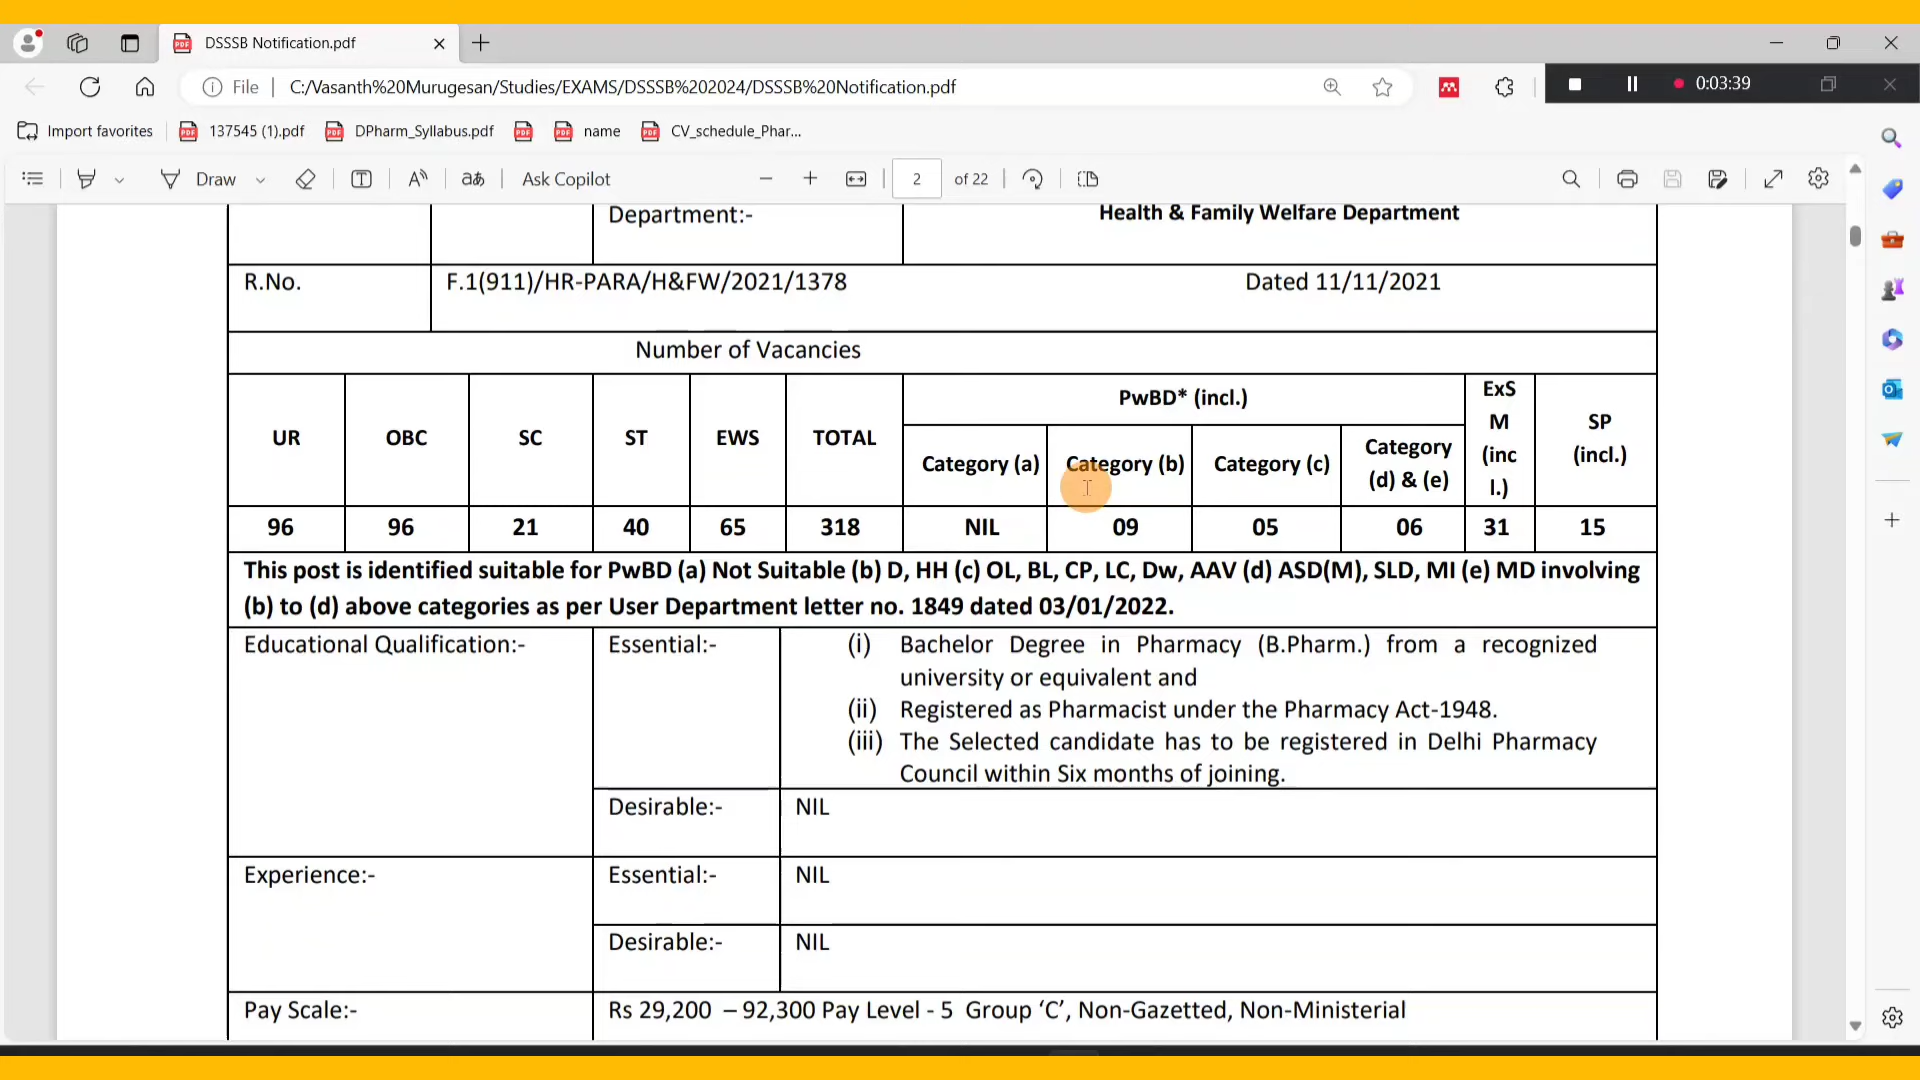 DSSSB Notification.pdf
File
C:/Vasanth%20Murugesan/Studies/EXAMS/DSSSB%202024/DSSSB%20Notification.pdf
0:03:39
Import favorites
137545 (1).pdf
DPharm_Syllabus.pdf
name
CV_schedule_Phar...
Draw
Ask Copilot
2
of 22
Department:-
Health & Family Welfare Department
R.No.
F.1(911)/HR-PARA/H&FW/2021/1378
Dated 11/11/2021
Number of Vacancies
UR
OBC
SC
ST
EWS
TOTAL
PwBD* (incl.)
Category (a)
Category (b)
Category (c)
Category
(d) & (e)
ExS
M
(inc
l.)
SP
(incl.)
96
96
21
40
65
318
NIL
09
05
06
31
15
This post is identified suitable for PwBD (a) Not Suitable (b) D, HH (c) OL, BL, CP, LC, Dw, AAV (d) ASD(M), SLD, MI (e) MD involving
(b) to (d) above categories as per User Department letter no. 1849 dated 03/01/2022.
Educational Qualification:-
Essential:-
(i) Bachelor Degree in Pharmacy (B.Pharm.) from a recognized
university or equivalent and
(ii) Registered as Pharmacist under the Pharmacy Act-1948.
(iii) The Selected candidate has to be registered in Delhi Pharmacy
Council within Six months of joining.
Desirable:-
NIL
Experience:-
Essential:-
NIL
Desirable:-
NIL
Pay Scale:-
Rs 29,200 – 92,300 Pay Level - 5 Group ‘C’, Non-Gazetted, Non-Ministerial